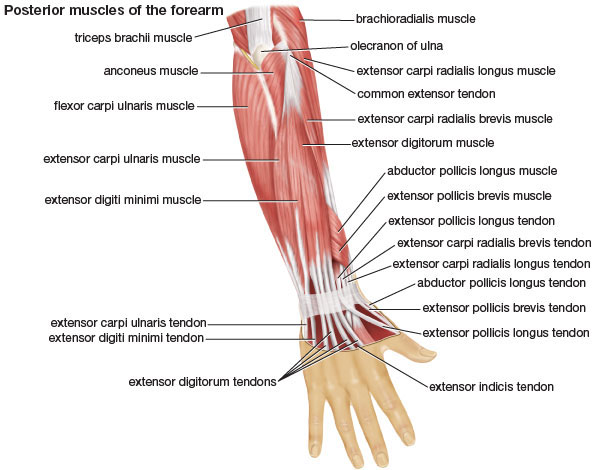 Posterior muscles of the forearm
triceps brachii muscle
anconeus muscle
flexor carpi ulnaris muscle
extensor carpi ulnaris muscle
extensor digiti minimi muscle
extensor carpi ulnaris tendon
extensor digiti minimi tendon
extensor digitorum tendons
brachioradialis muscle
olecranon of ulna
extensor carpi radialis longus muscle
common extensor tendon
extensor carpi radialis brevis muscle
extensor digitorum muscle
abductor pollicis longus muscle
extensor pollicis brevis muscle
extensor pollicis longus tendon
extensor carpi radialis brevis tendon
extensor carpi radialis longus tendon
abductor pollicis longus tendon
extensor pollicis brevis tendon
extensor pollicis longus tendon
extensor indicis tendon